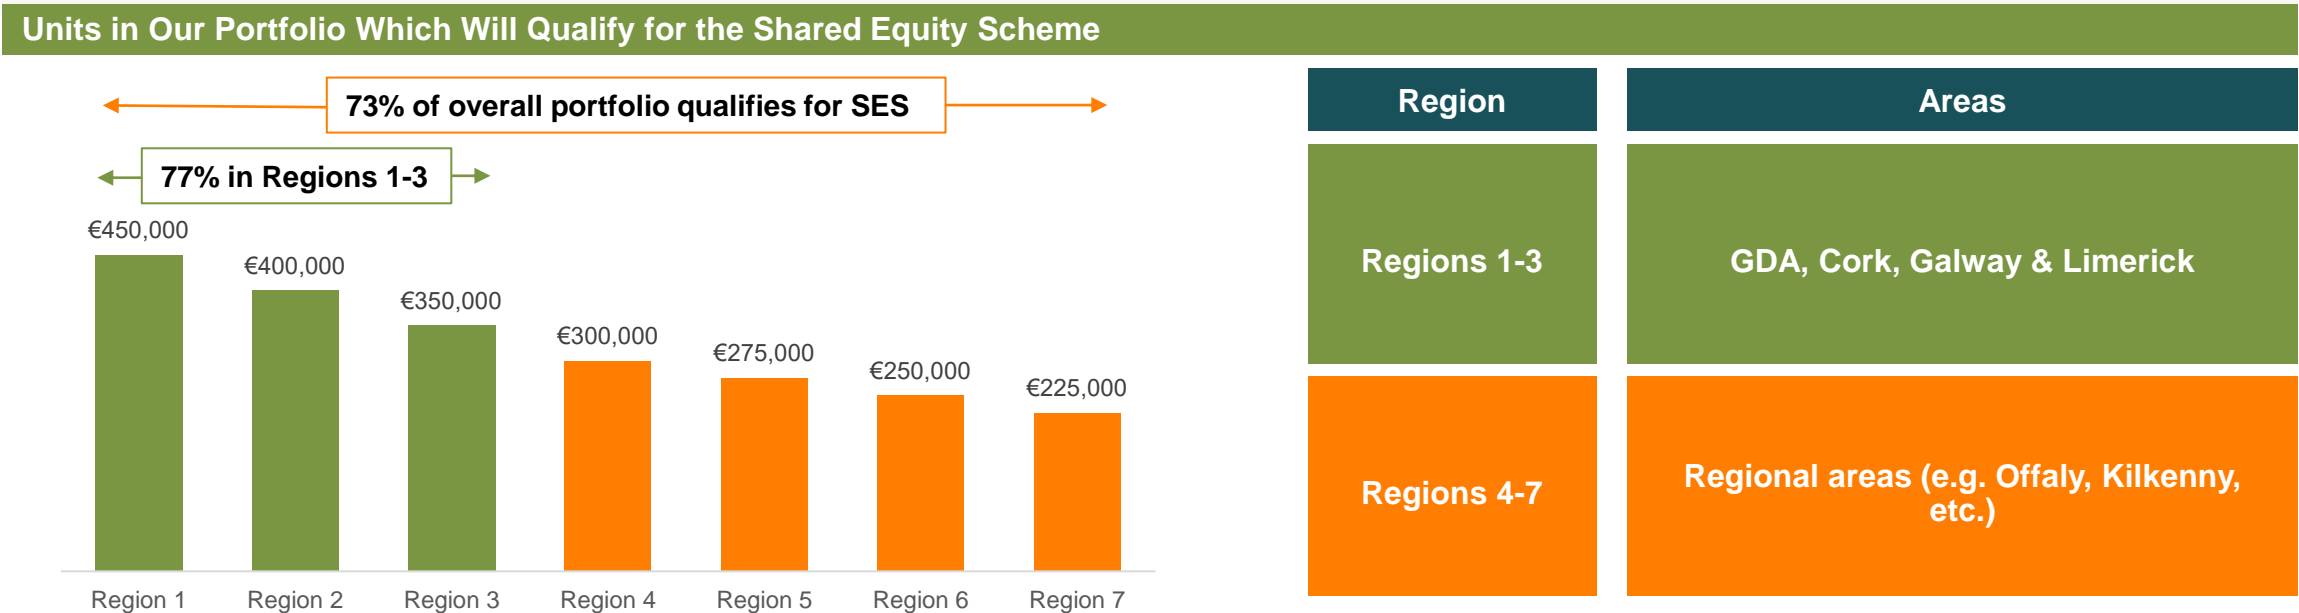 Units in Our Portfolio Which Will Qualify for the Shared Equity Scheme
73% of overall portfolio qualifies for SES
77% in Regions 1-3
€450,000
€400,000
€350,000
€300,000
€275,000
€250,000
€225,000
Region 1
Region 2
Region 3
Region 4
Region 5
Region 6
Region 7
Region
Areas
Regions 1-3
GDA, Cork, Galway & Limerick
Regions 4-7
Regional areas (e.g. Offaly, Kilkenny,
etc.)